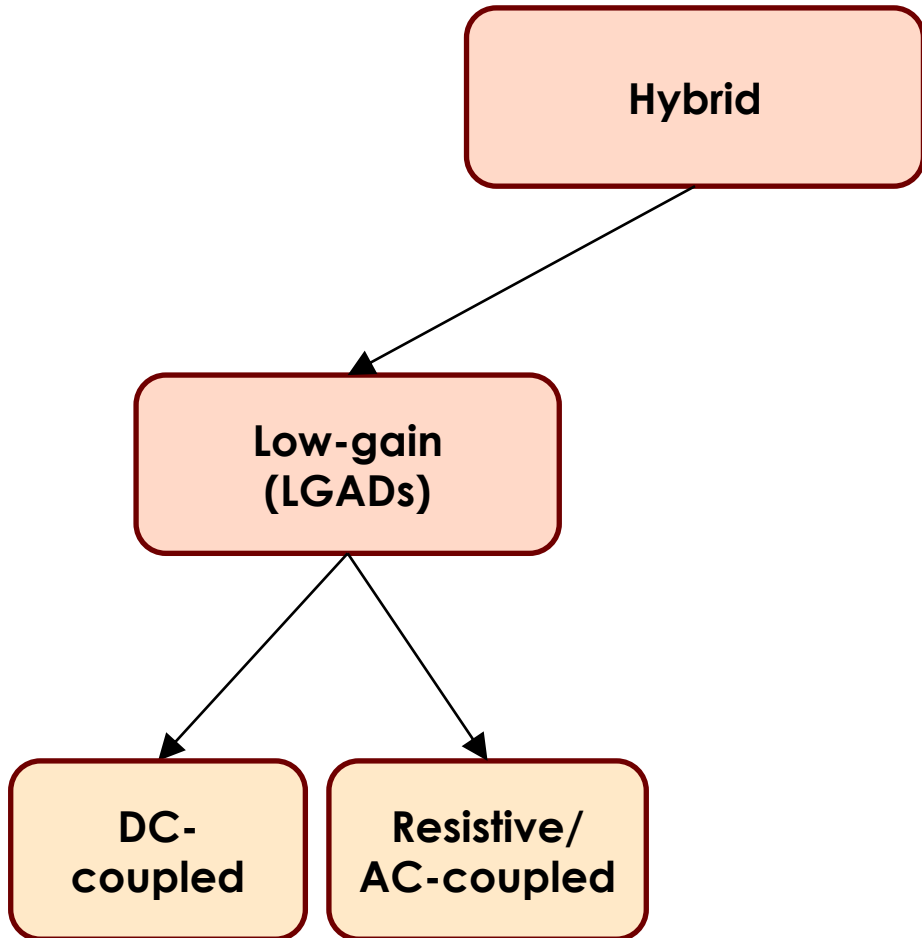 Hybrid
Low-gain
(LGADs)
DC-
coupled
Resistive/
AC-coupled